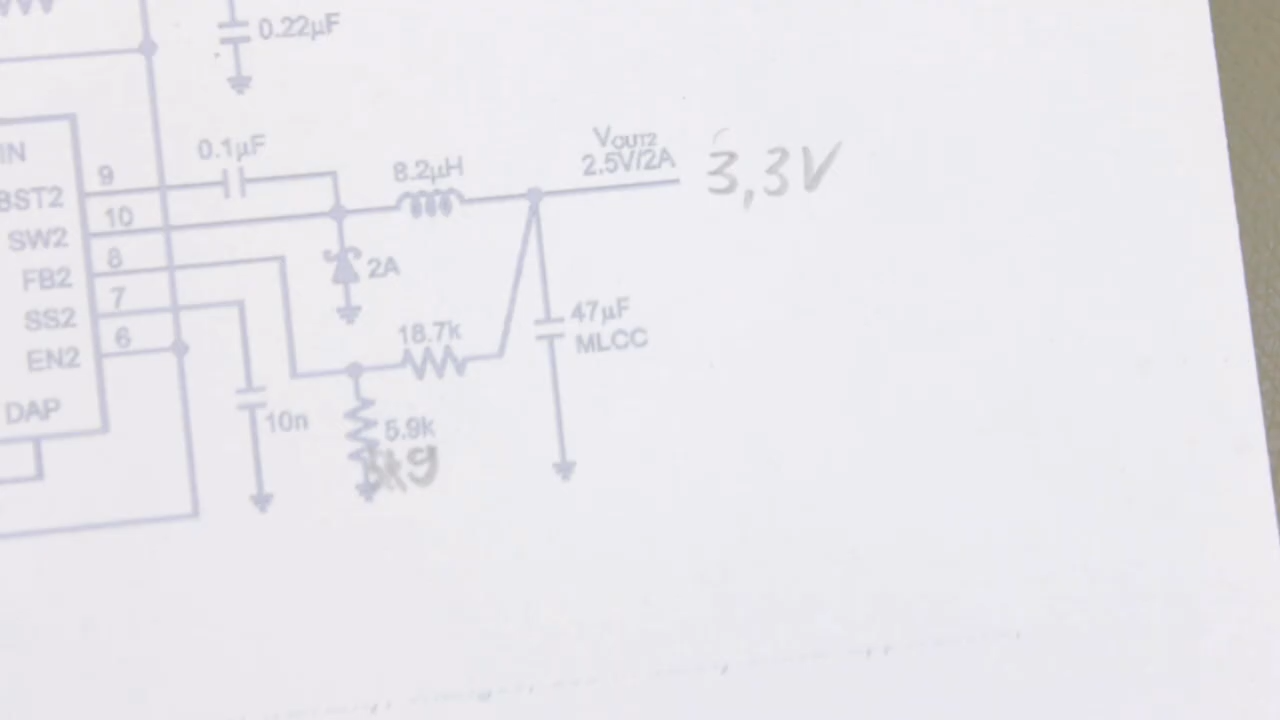 0.22µF
IN
9
0.1µF
8.2µH
VOUT2
2.5V/2A
3,3V
BST2
10
SW2
8
2A
FB2
7
SS2
18.7k
47µF
MLCC
6
EN2
DAP
10n
5.9k